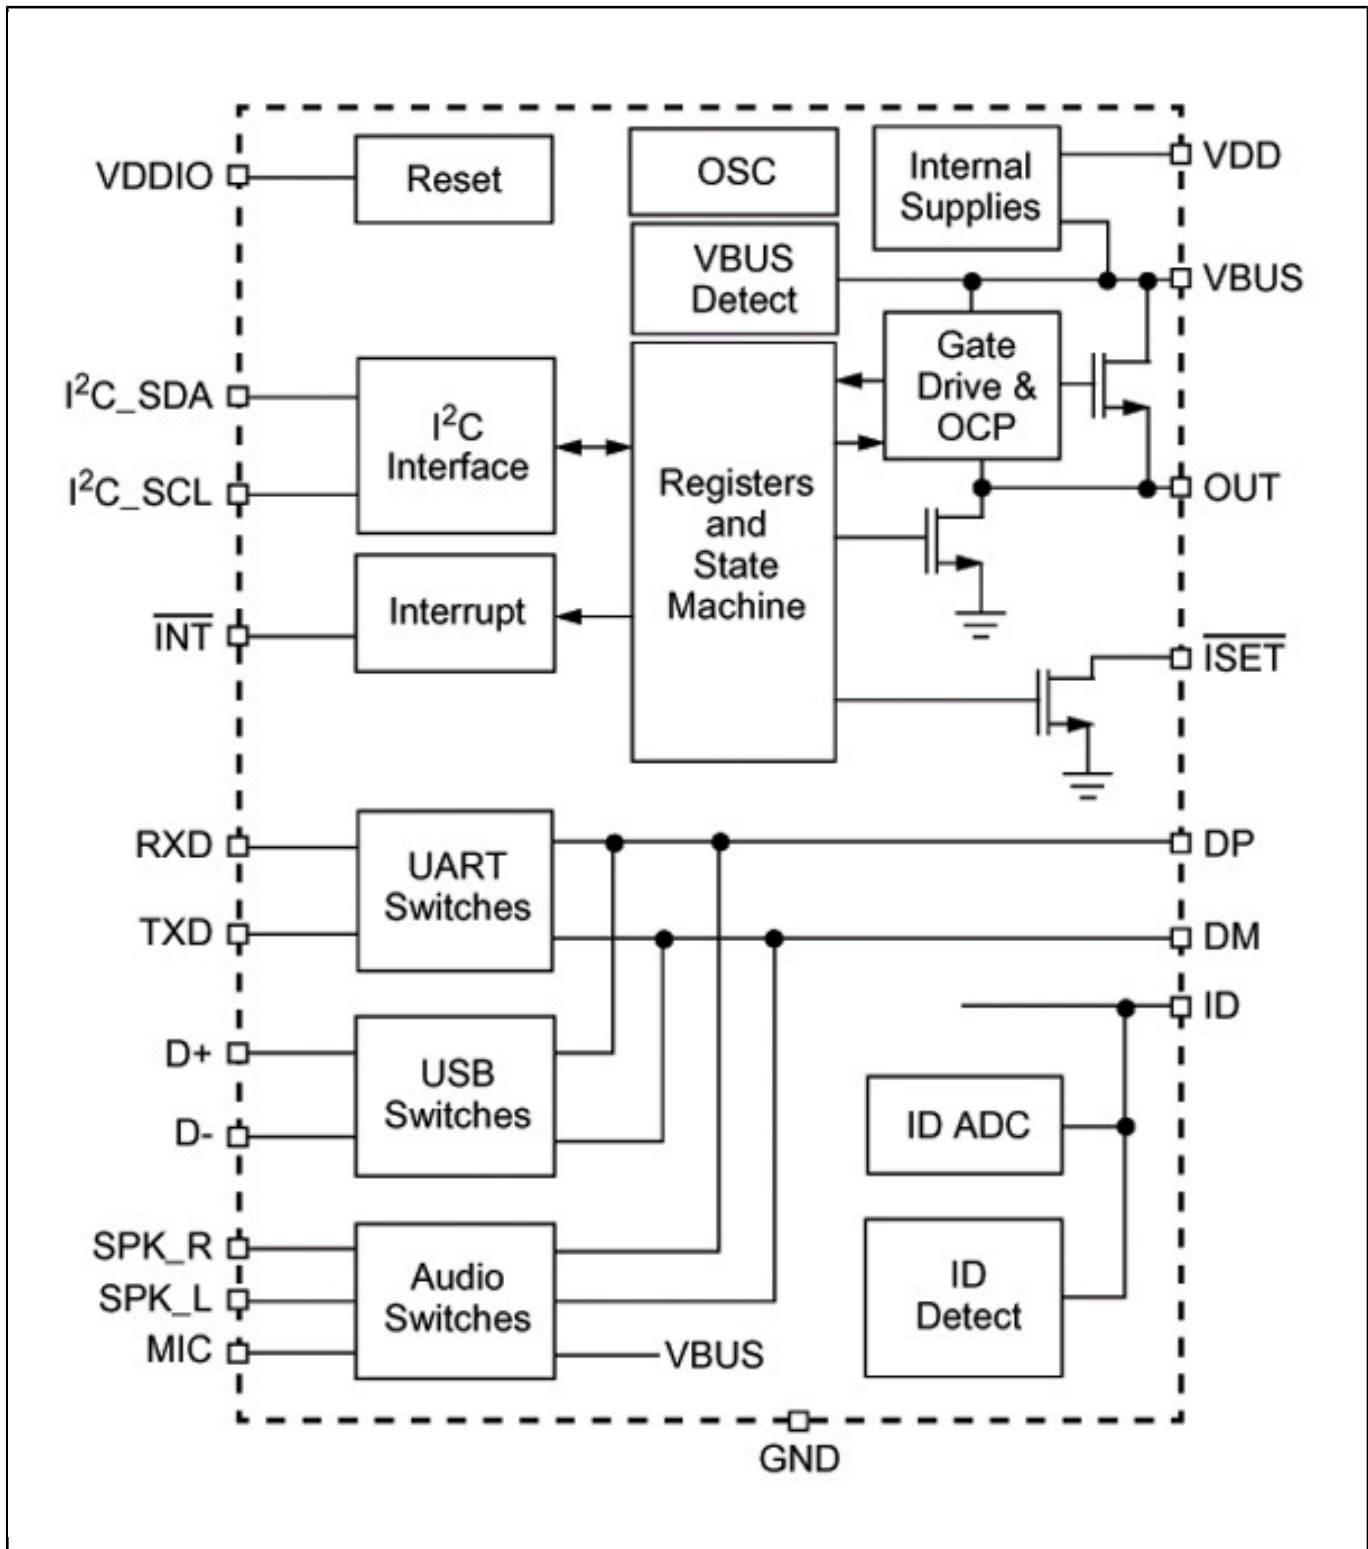 VDDIO
Reset
OSC
Internal
Supplies
VDD
VBUS
Detect
VBUS
I²C_SDA
I²C_SCL
I²C
Interface
Registers
and
State
Machine
Gate
Drive &
OCP
OUT
INT
Interrupt
ISET
RXD
TXD
UART
Switches
DP
DM
ID
D+
D-
USB
Switches
ID ADC
SPK_R
SPK_L
MIC
Audio
Switches
VBUS
ID
Detect
GND